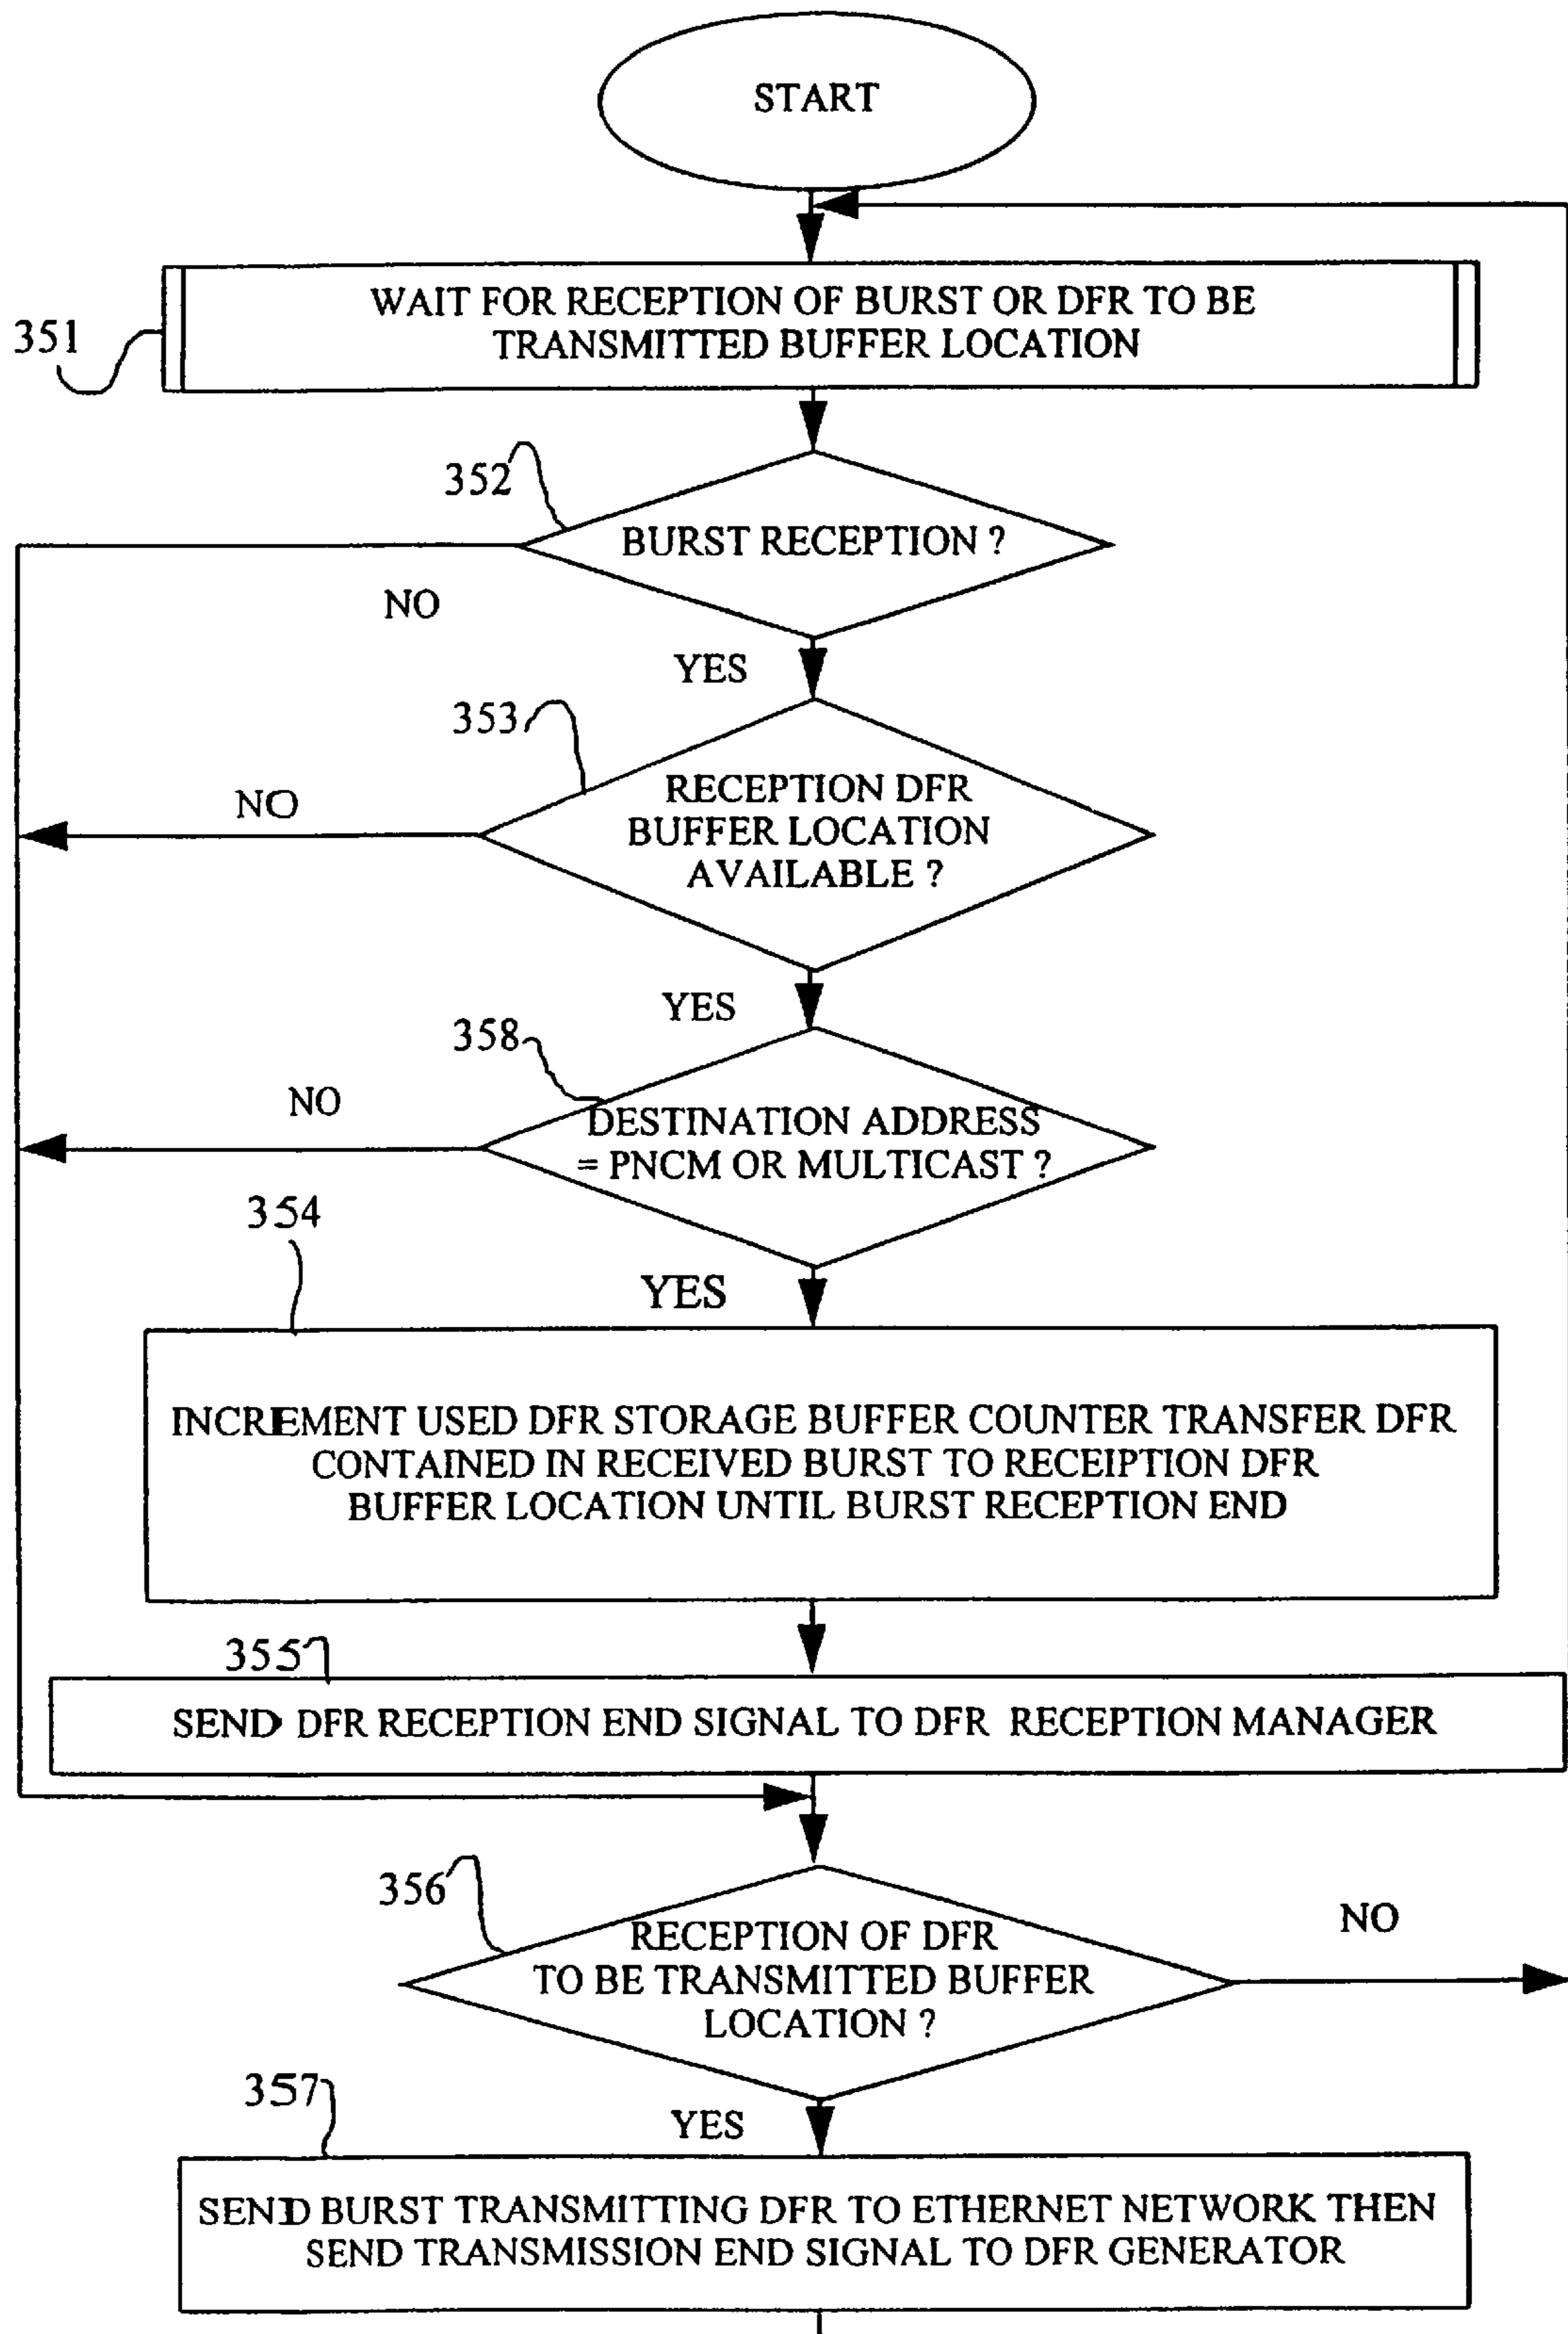 START
WAIT FOR RECEPTION OF BURST OR DFR TO BE
TRANSMITTED BUFFER LOCATION
351
352
BURST RECEPTION ?
NO
YES
353
RECEPTION DFR
BUFFER LOCATION
AVAILABLE ?
NO
YES
358
DESTINATION ADDRESS
= PNCM OR MULTICAST ?
NO
354
YES
INCREMENT USED DFR STORAGE BUFFER COUNTER TRANSFER DFR
CONTAINED IN RECEIVED BURST TO RECEIPTION DFR
BUFFER LOCATION UNTIL BURST RECEPTION END
355
SEND DFR RECEPTION END SIGNAL TO DFR RECEPTION MANAGER
356
RECEPTION OF DFR
TO BE TRANSMITTED BUFFER
LOCATION ?
NO
357
YES
SEND BURST TRANSMITTING DFR TO ETHERNET NETWORK THEN
SEND TRANSMISSION END SIGNAL TO DFR GENERATOR